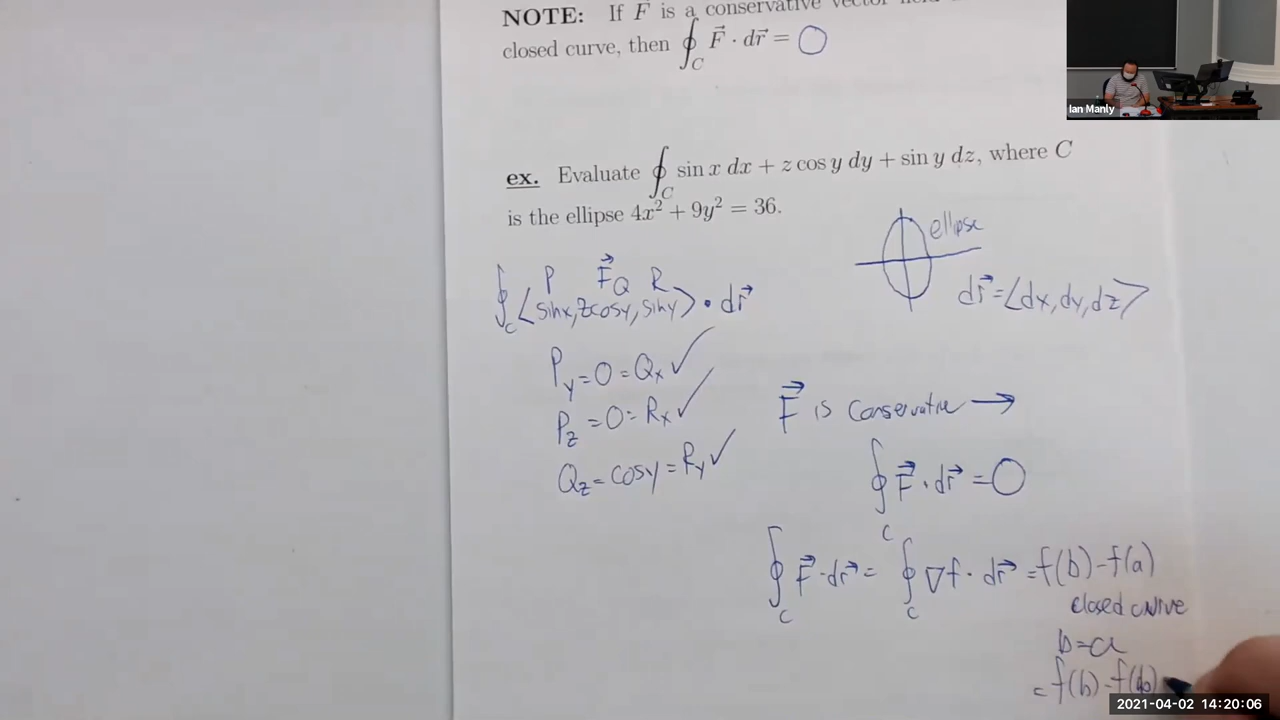 NOTE: If F⃗ is a conservative vector
closed curve, then ∮_C F⃗ · dr⃗ = 0
Ian Manly
ex. Evaluate ∮_C sin x dx + z cos y dy + sin y dz, where C
is the ellipse 4x² + 9y² = 36.
ellipse
P F⃗ Q R
∮_C ⟨sinx, zcosy, siny⟩ · dr⃗
dr⃗ = ⟨dx, dy, dz⟩
P_y = 0 = Q_x ✓
P_z = 0 = R_x ✓
Q_z = cosy = R_y ✓
F⃗ is conservative →
∮_C F⃗ · dr⃗ = 0
∮_C F⃗ · dr⃗ = ∮_C ∇f · dr⃗ = f(b) - f(a)
closed curve
b = a
= f(b) - f(b)
2021-04-02 14:20:06